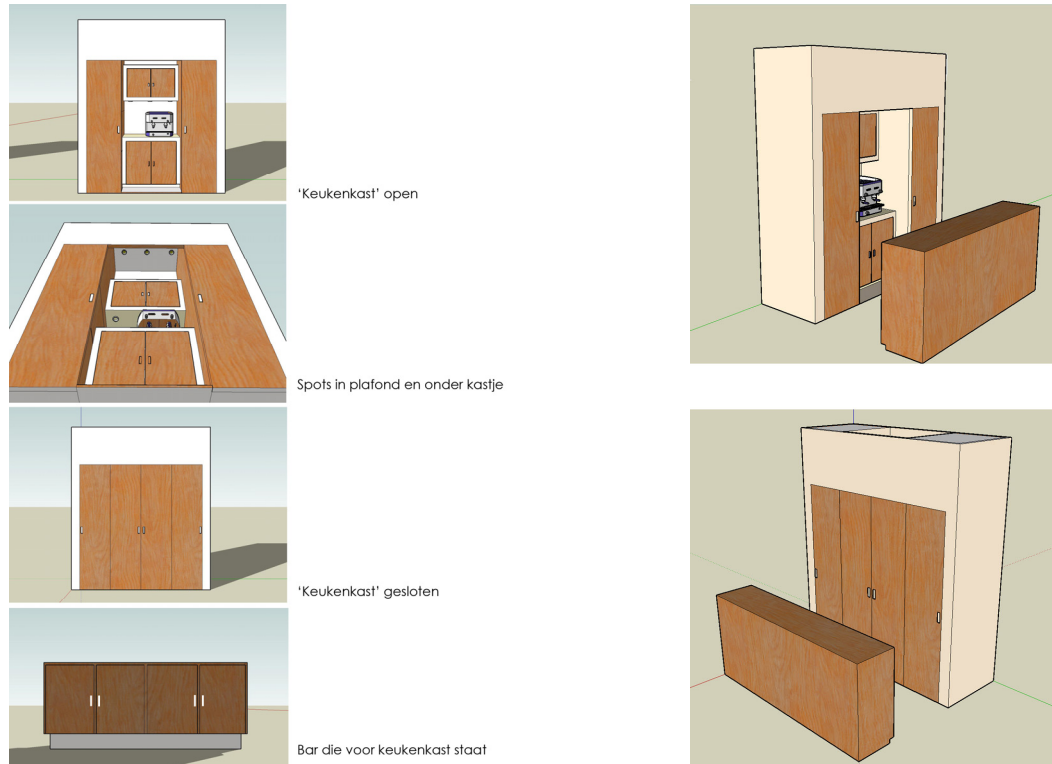 ‘Keukenkast’ open
Spots in plafond en onder kastje
‘Keukenkast’ gesloten
Bar die voor keukenkast staat